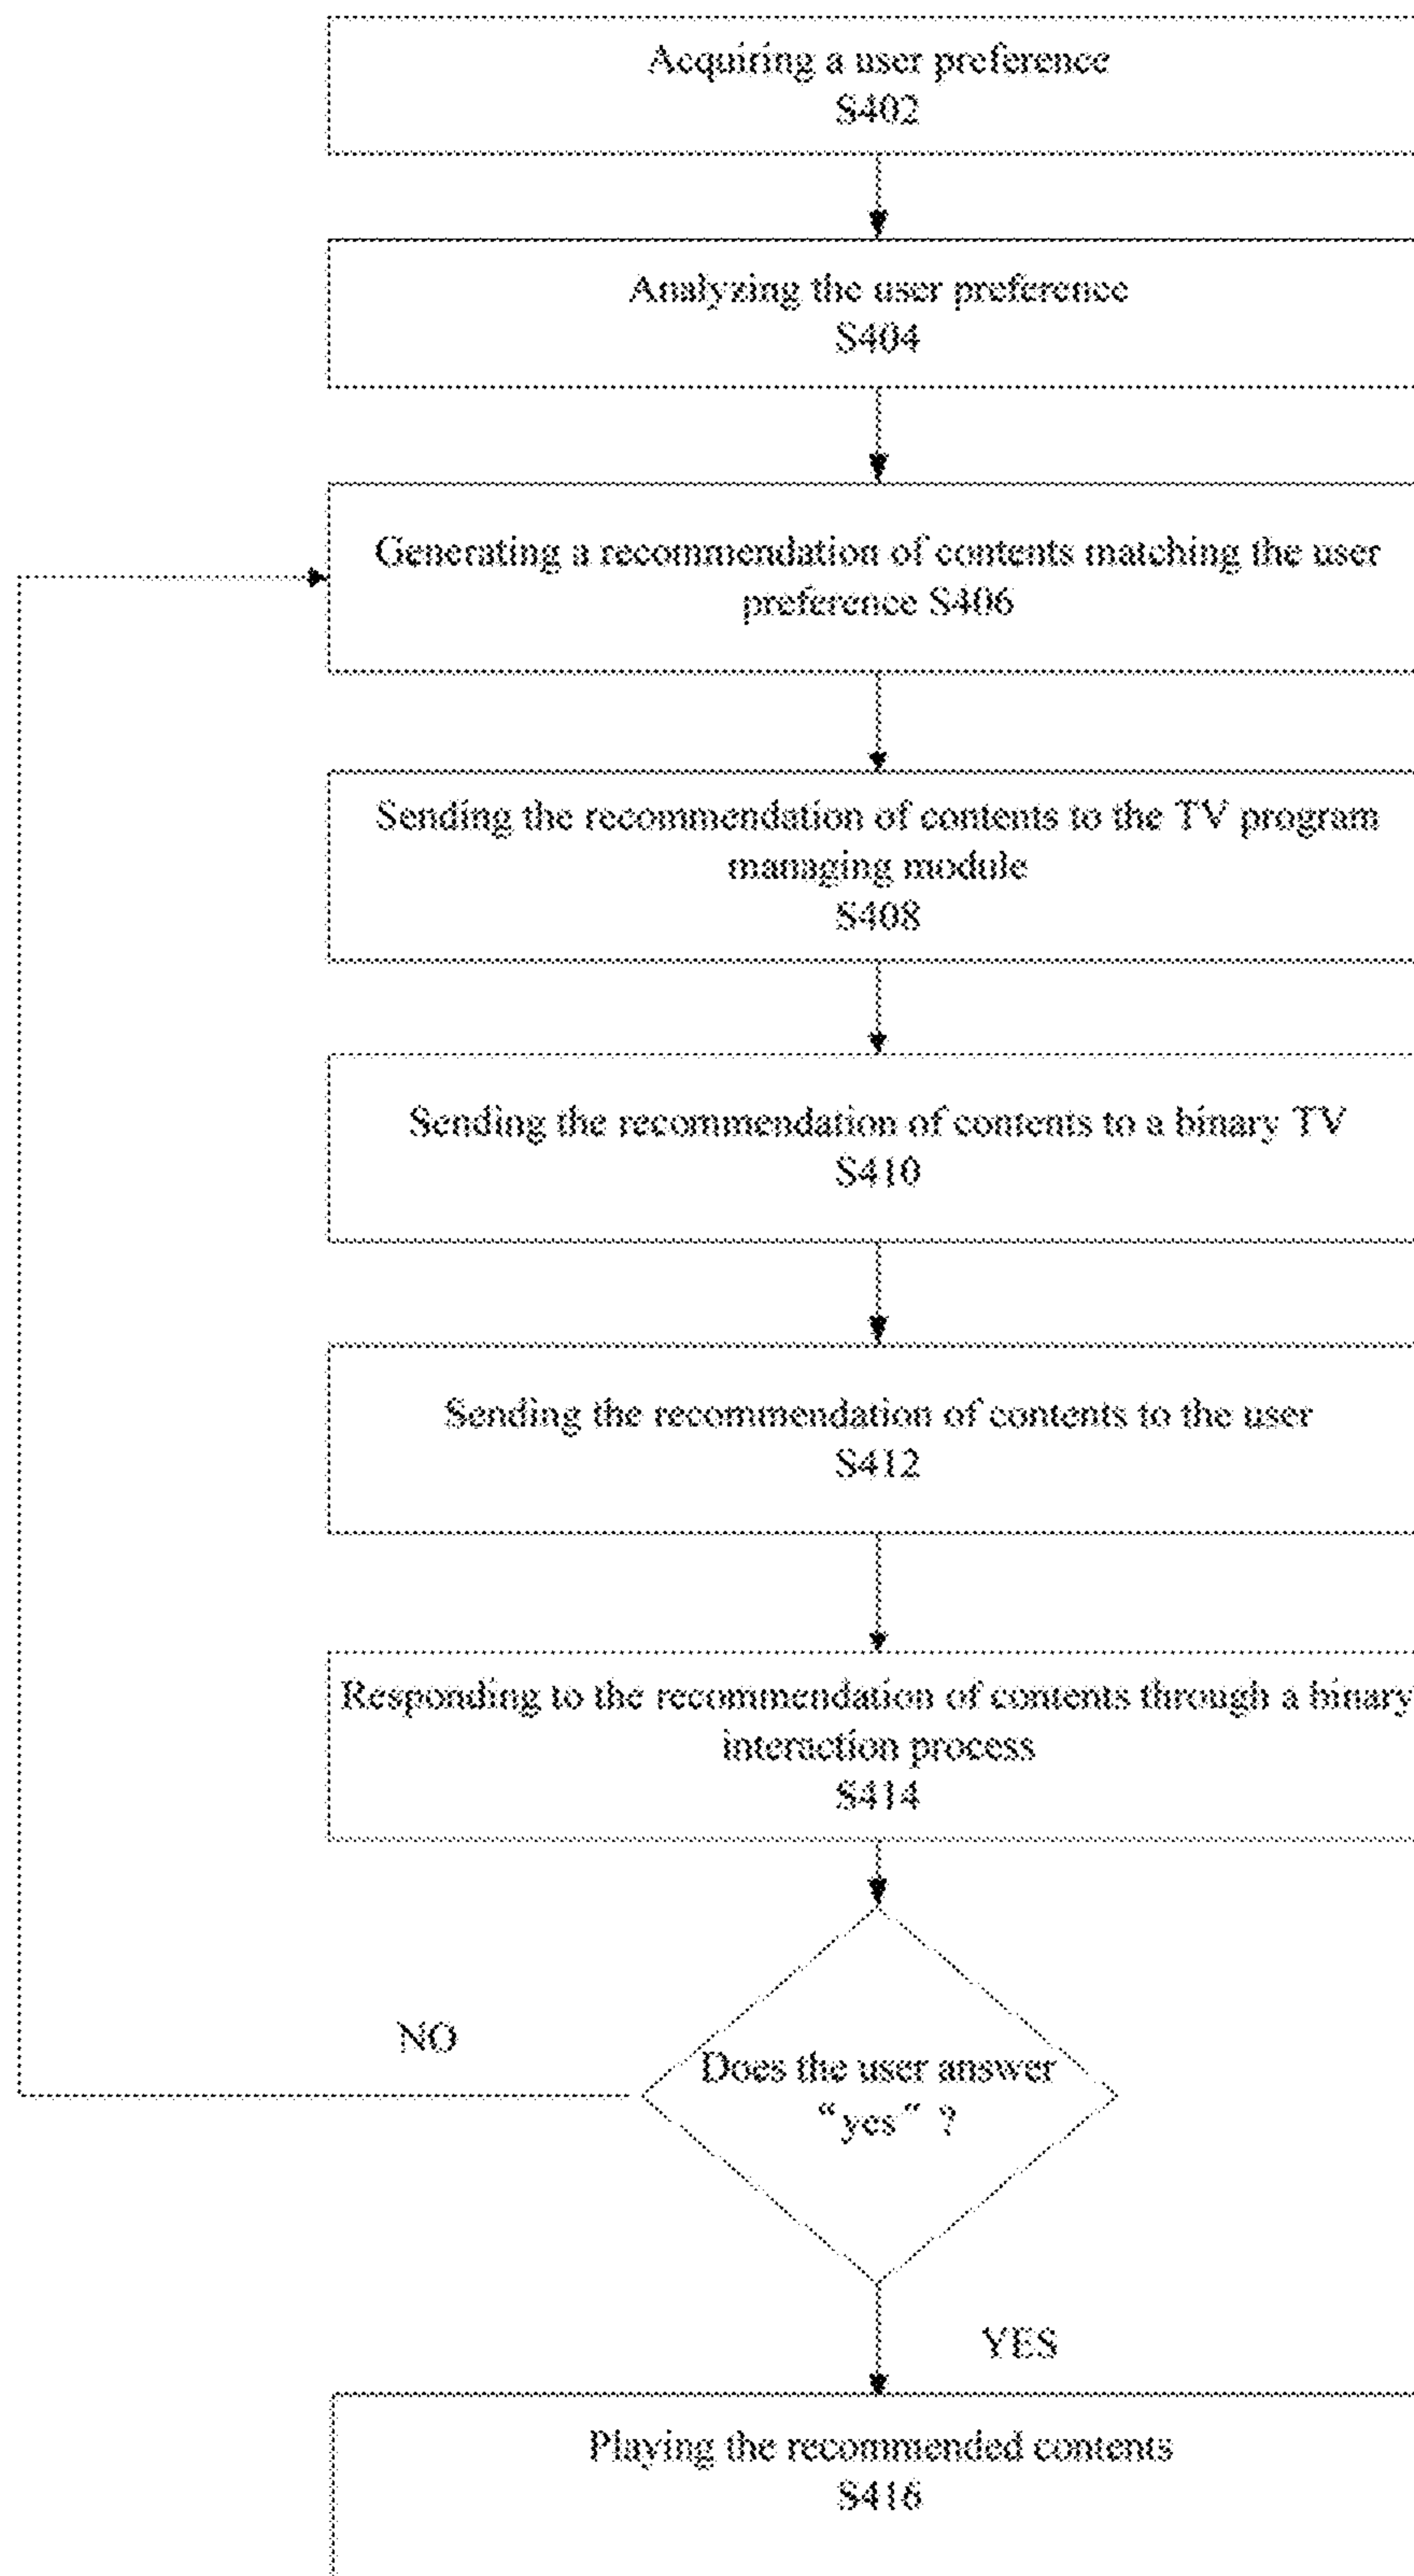 Acquiring a user preference
S402
Analyzing the user preference
S404
Generating a recommendation of contents matching the user
preference S406
Sending the recommendation of contents to the TV program
managing module
S408
Sending the recommendation of contents to a binary TV
S410
Sending the recommendation of contents to the user
S412
Responding to the recommendation of contents through a binary
interaction process
S414
NO
Does the user answer
“yes“ ?
YES
Playing the recommended contents
S416